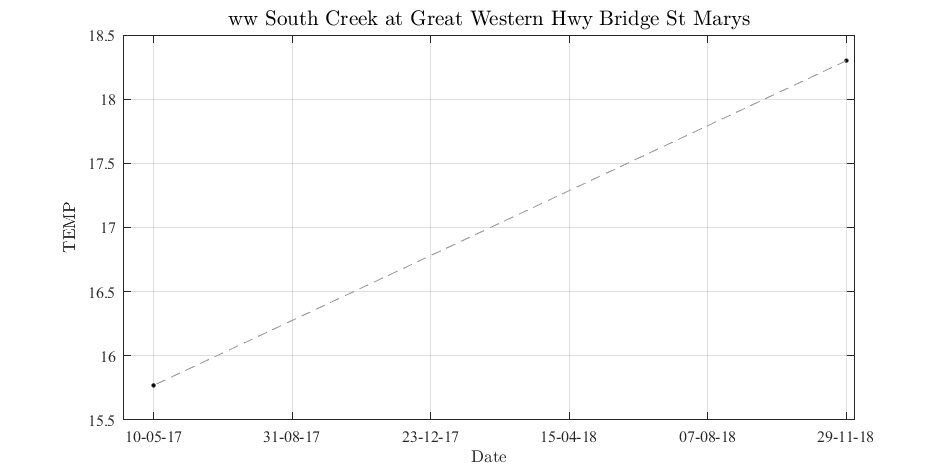 ww South Creek at Great Western Hwy Bridge St Marys
18.5
18
17.5
17
16.5
16
15.5
TEMP
10-05-17 31-08-17 23-12-17 15-04-18 07-08-18 29-11-18
Date